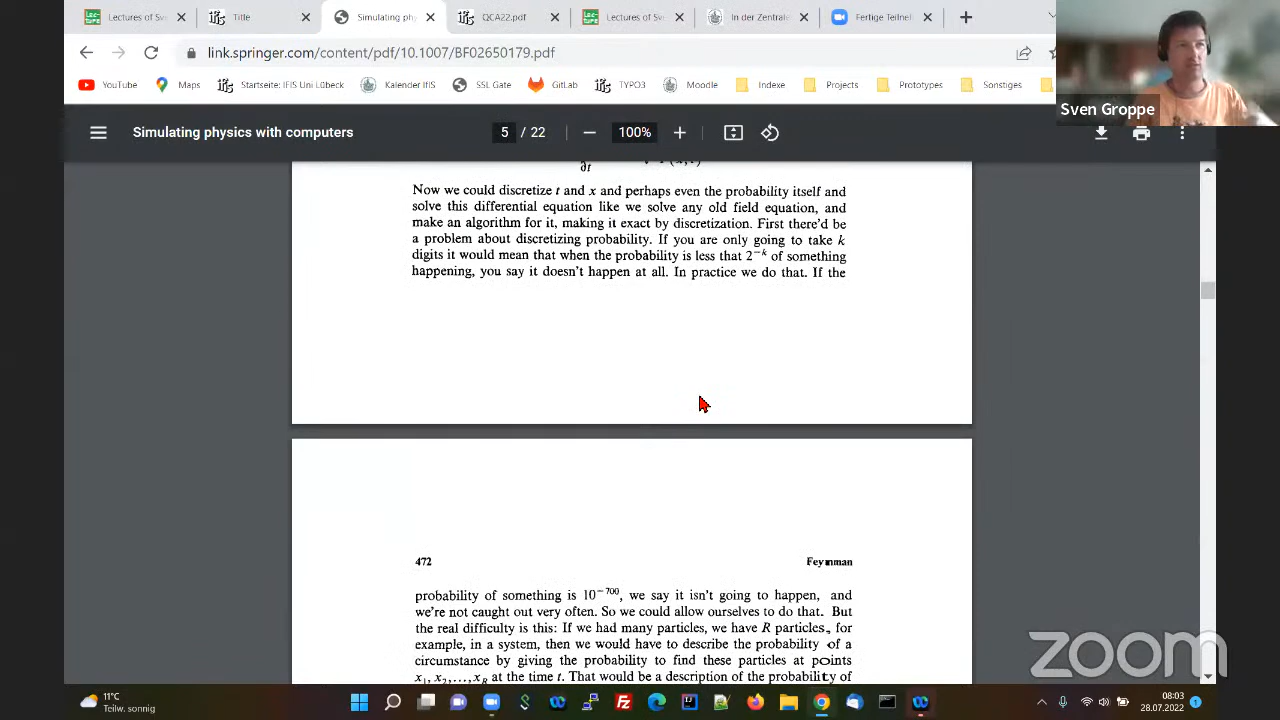 Lectures of Sv
Title
Simulating phy
QCA22.pdf
Lectures of Sv
In der Zentral
Fertige Teilnel
link.springer.com/content/pdf/10.1007/BF02650179.pdf
YouTube
Maps
Startseite: IFIS Uni Lübeck
Kalender IFIS
SSL Gate
GitLab
TYPO3
Moodle
Indexe
Projects
Prototypes
Sonstiges
Sven Groppe
Simulating physics with computers
5 / 22
100%
∂t
Now we could discretize t and x and perhaps even the probability itself and
solve this differential equation like we solve any old field equation, and
make an algorithm for it, making it exact by discretization. First there'd be
a problem about discretizing probability. If you are only going to take k
digits it would mean that when the probability is less that 2⁻ᵏ of something
happening, you say it doesn't happen at all. In practice we do that. If the
472
Feynman
probability of something is 10⁻⁷⁰⁰, we say it isn't going to happen, and
we're not caught out very often. So we could allow ourselves to do that. But
the real difficulty is this: If we had many particles, we have R particles, for
example, in a system, then we would have to describe the probability of a
circumstance by giving the probability to find these particles at points
x₁, x₂,...,x_R at the time t. That would be a description of the probability of
zoom
11°C
Teilw. sonnig
08:03
28.07.2022